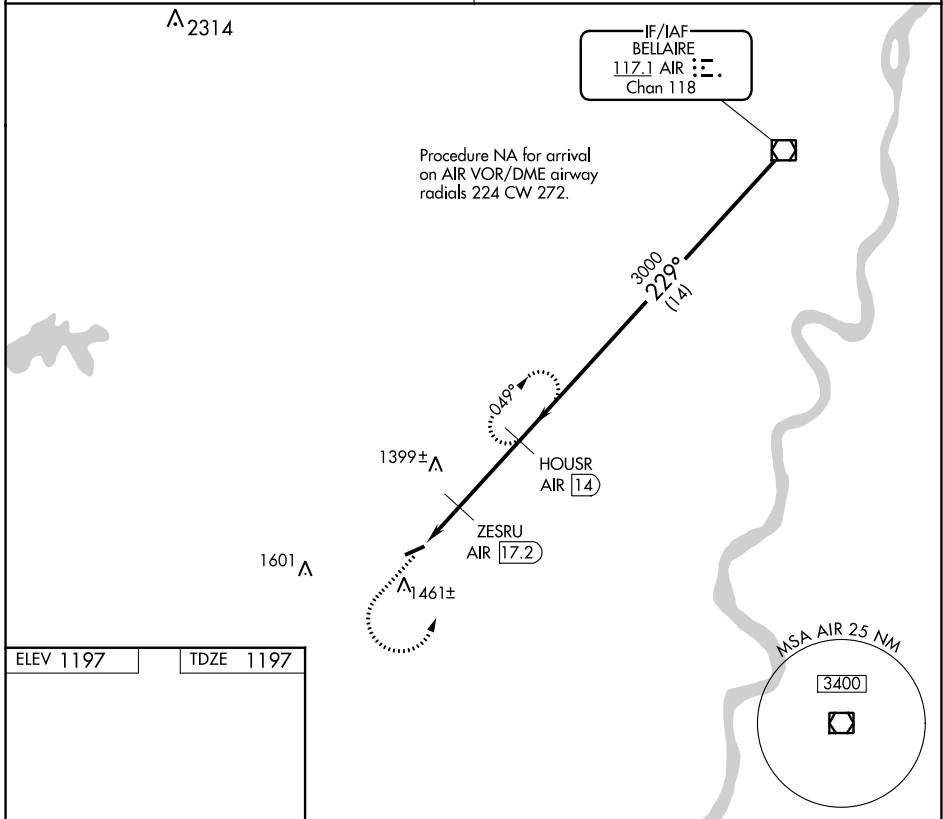 2314
IF/IAF
BELLAIRE
117.1 AIR
Chan 118
Procedure NA for arrival
on AIR VOR/DME airway
radials 224 CW 272.
3000
229°
(14)
049°
1399±
HOUSR
AIR 14
ZESRU
AIR 17.2
1601
1461±
ELEV 1197
TDZE 1197
MSA AIR 25 NM
3400